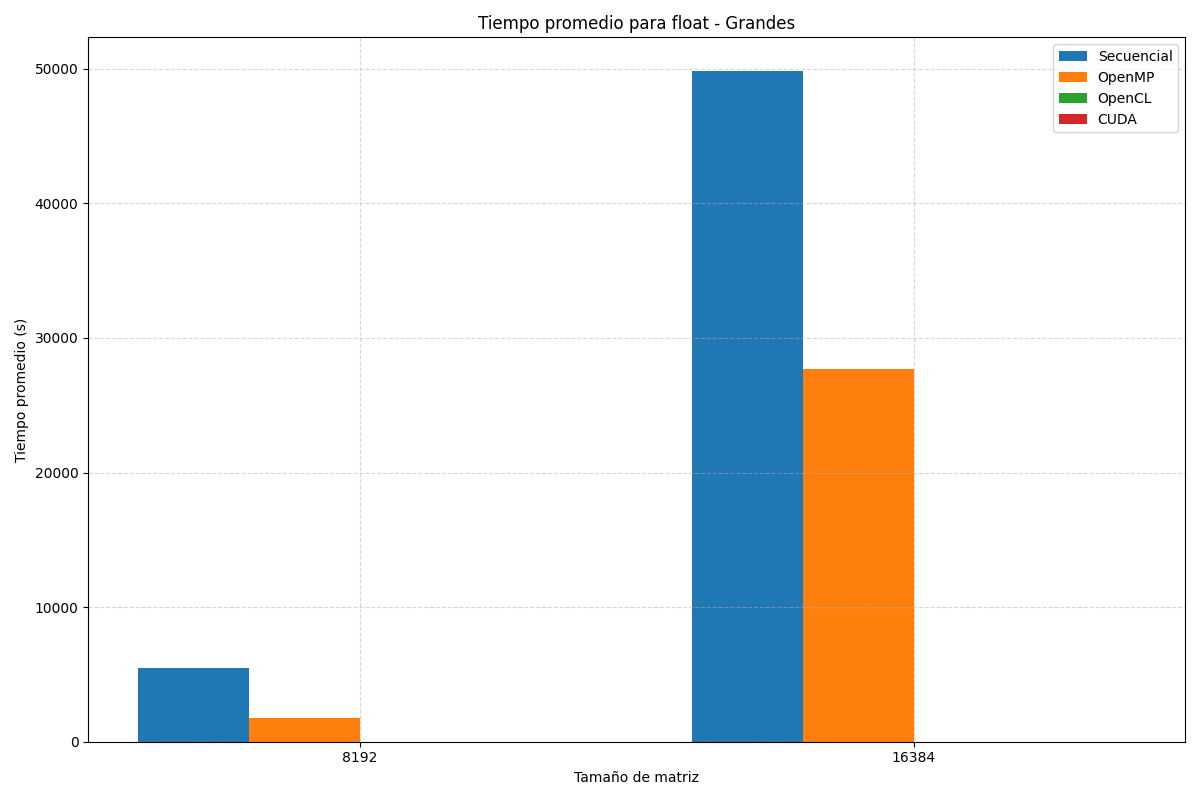 Tiempo promedio para float - Grandes
Secuencial
OpenMP
OpenCL
CUDA
50000
40000
30000
20000
10000
0
Tiempo promedio (s)
8192
16384
Tamaño de matriz